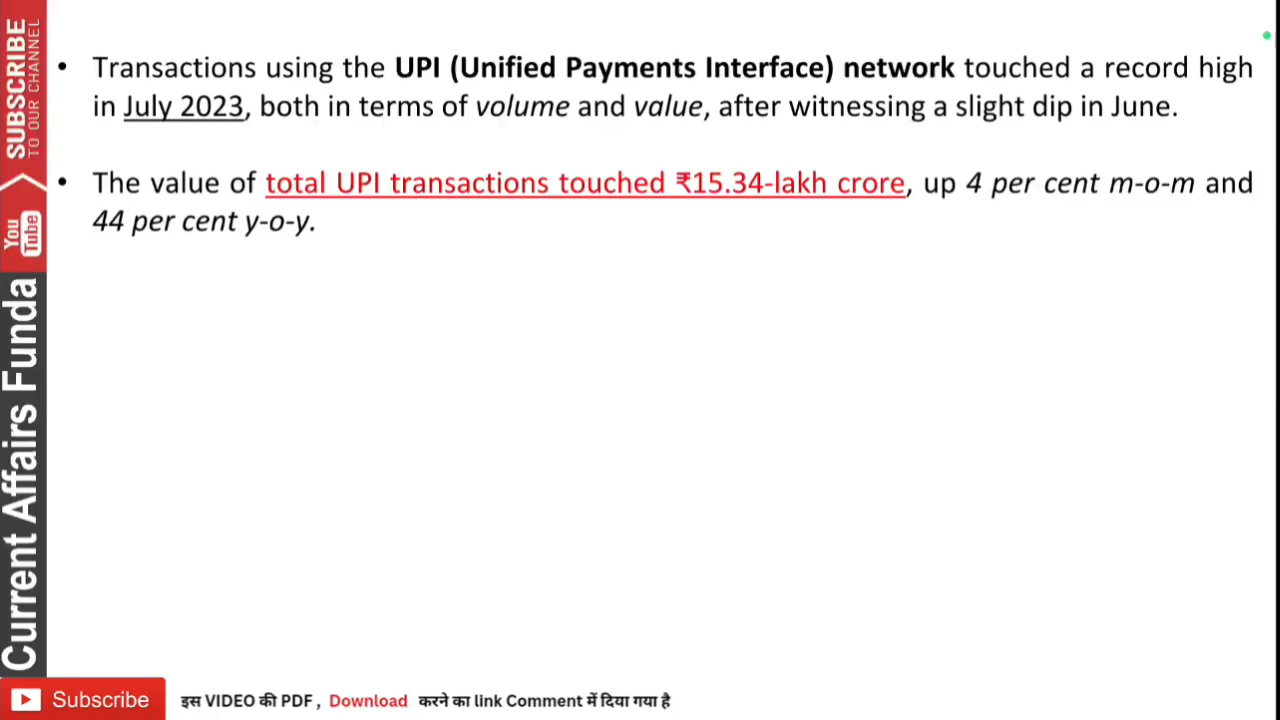 • Transactions using the UPI (Unified Payments Interface) network touched a record high
in July 2023, both in terms of volume and value, after witnessing a slight dip in June.
• The value of total UPI transactions touched ₹15.34-lakh crore, up 4 per cent m-o-m and
44 per cent y-o-y.
SUBSCRIBE
TO OUR CHANNEL
You Tube
Current Affairs Funda
Subscribe
इस VIDEO की PDF , Download करने का link Comment में दिया गया है